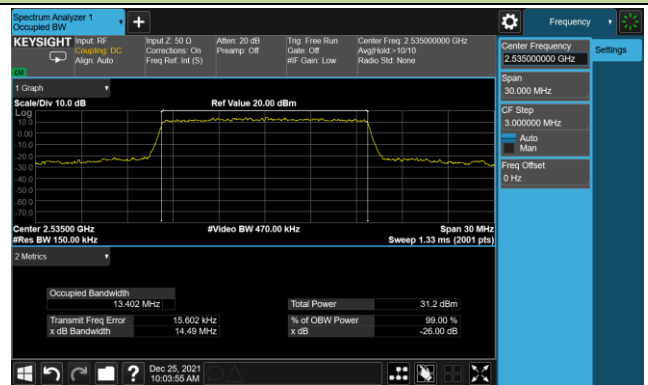 Spectrum Analyzer 1
Occupied BW
Frequency
KEYSIGHT
Input: RF
Coupling: DC
Align: Auto
Input Z: 50 Ω
Corrections: On
Freq Ref: Int (S)
Atten: 20 dB
Preamp: Off
Trig: Free Run
Gate: Off
#IF Gain: Low
Center Freq: 2.535000000 GHz
Avg|Hold:>10/10
Radio Std: None
Center Frequency
2.535000000 GHz
Settings
Span
30.000 MHz
CF Step
3.000000 MHz
Auto
Man
Freq Offset
0 Hz
1 Graph
Scale/Div 10.0 dB
Ref Value 20.00 dBm
Log
10.0
0.00
-10.0
-20.0
-30.0
-40.0
-50.0
-60.0
-70.0
Center 2.53500 GHz
#Video BW 470.00 kHz
Span 30 MHz
#Res BW 150.00 kHz
Sweep 1.33 ms (2001 pts)
2 Metrics
Occupied Bandwidth
13.402 MHz
Total Power 31.2 dBm
Transmit Freq Error 15.602 kHz
% of OBW Power 99.00 %
x dB Bandwidth 14.49 MHz
x dB -26.00 dB
?
Dec 25, 2021
10:03:55 AM